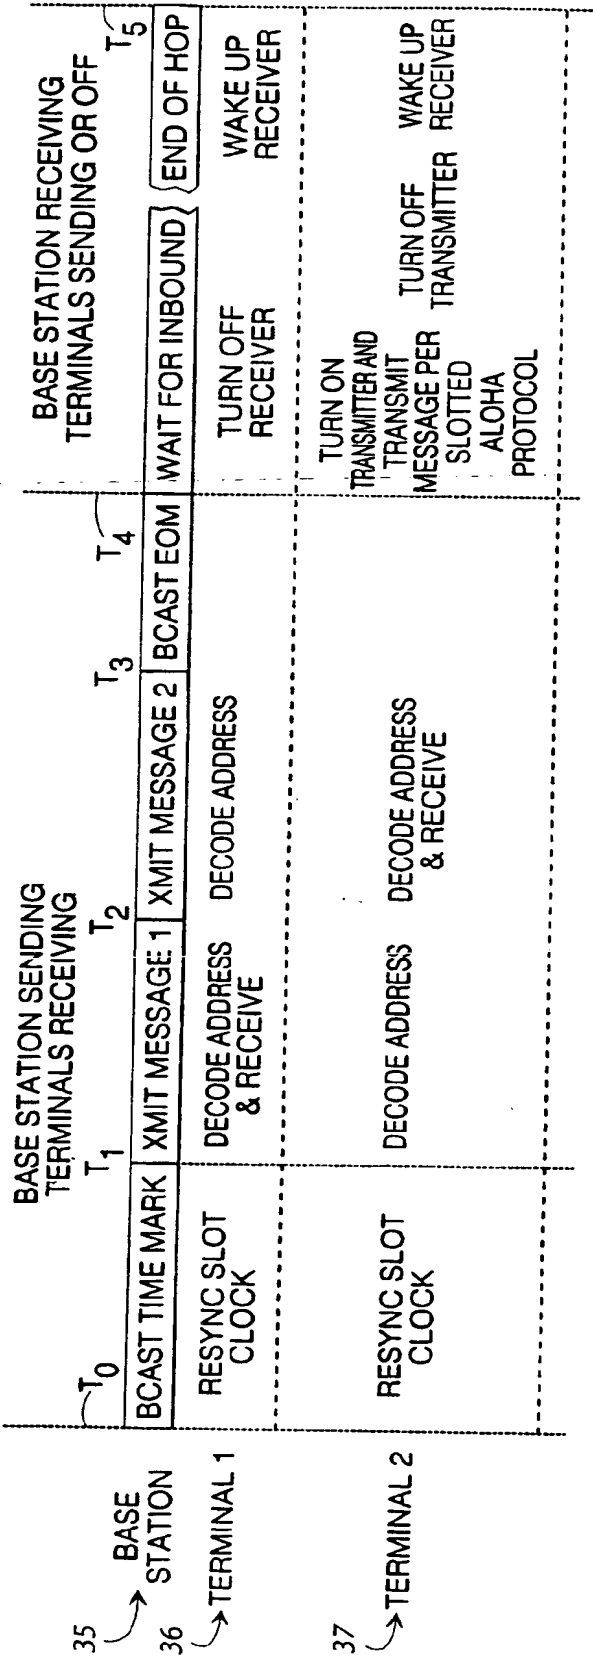 BASE STATION SENDING
TERMINALS RECEIVING
BASE STATION RECEIVING
TERMINALS SENDING OR OFF
T0
T1
T2
T3
T4
T5
35
BASE
STATION
BCAST TIME MARK
XMIT MESSAGE 1
XMIT MESSAGE 2
BCAST EOM
WAIT FOR INBOUND
END OF HOP
36
TERMINAL 1
RESYNC SLOT
CLOCK
DECODE ADDRESS
& RECEIVE
DECODE ADDRESS
TURN OFF
RECEIVER
WAKE UP
RECEIVER
37
TERMINAL 2
RESYNC SLOT
CLOCK
DECODE ADDRESS
DECODE ADDRESS
& RECEIVE
TURN ON
TRANSMITTER AND
TRANSMIT
MESSAGE PER
SLOTTED
ALOHA
PROTOCOL
TURN OFF
TRANSMITTER
WAKE UP
RECEIVER